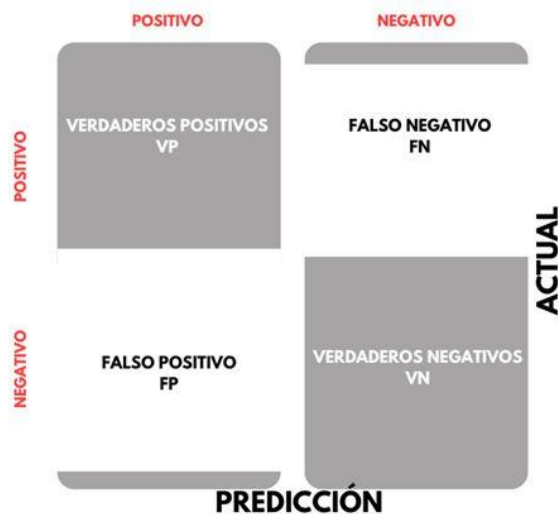 POSITIVO
NEGATIVO
POSITIVO
VERDADEROS POSITIVOS
VP
FALSO NEGATIVO
FN
ACTUAL
NEGATIVO
FALSO POSITIVO
FP
VERDADEROS NEGATIVOS
VN
PREDICCIÓN